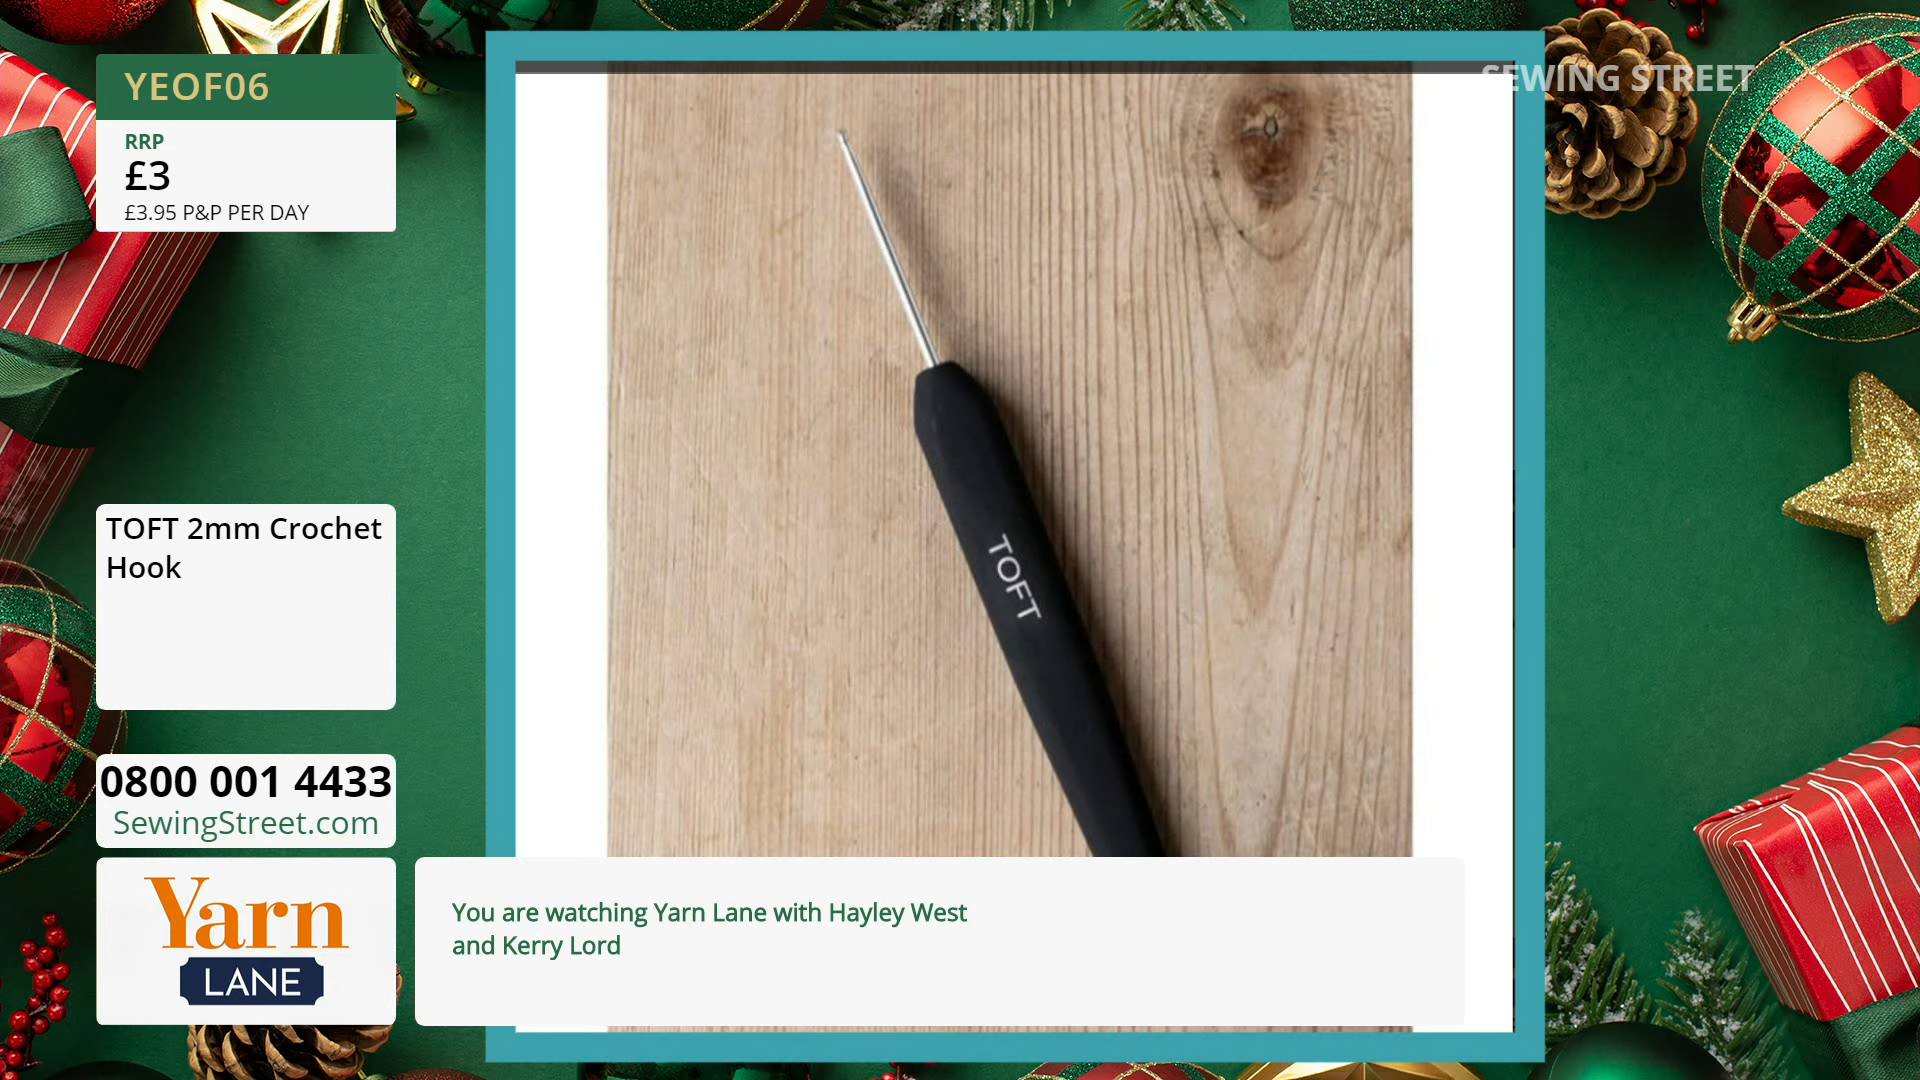 YEOF06
RRP
£3
£3.95 P&P PER DAY
SEWING STREET
TOFT
TOFT 2mm Crochet
Hook
0800 001 4433
SewingStreet.com
Yarn
LANE
You are watching Yarn Lane with Hayley West
and Kerry Lord